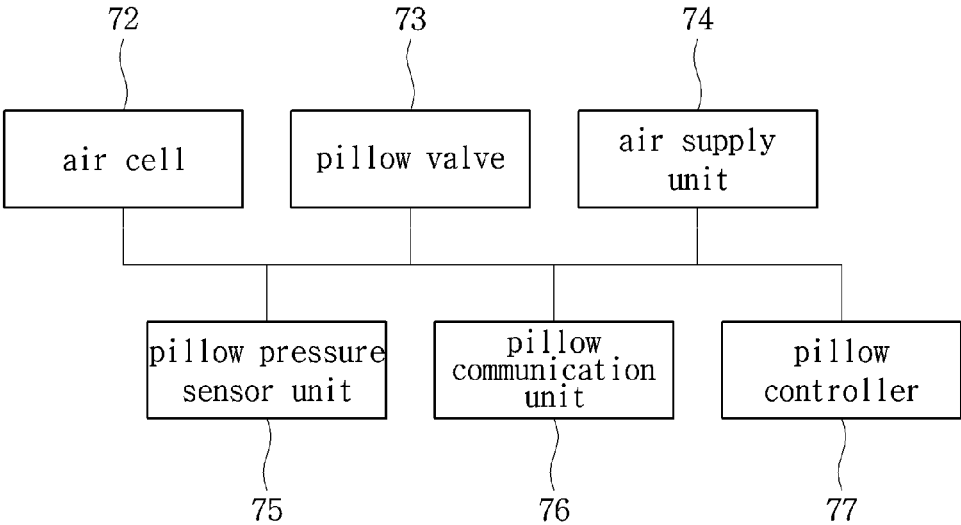 72
73
74
air cell
pillow valve
air supply
unit
pillow pressure
sensor unit
pillow
communication
unit
pillow
controller
75
76
77